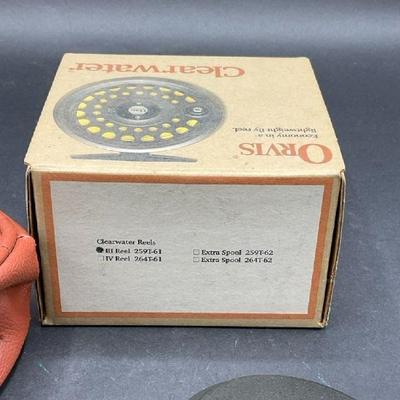 Clearwater
Economy in a
lightweight fly reel.
ORVIS
Clearwater Reels
III Reel 259T-61
IV Reel 264T-61
Extra Spool 259T-62
Extra Spool 264T-62